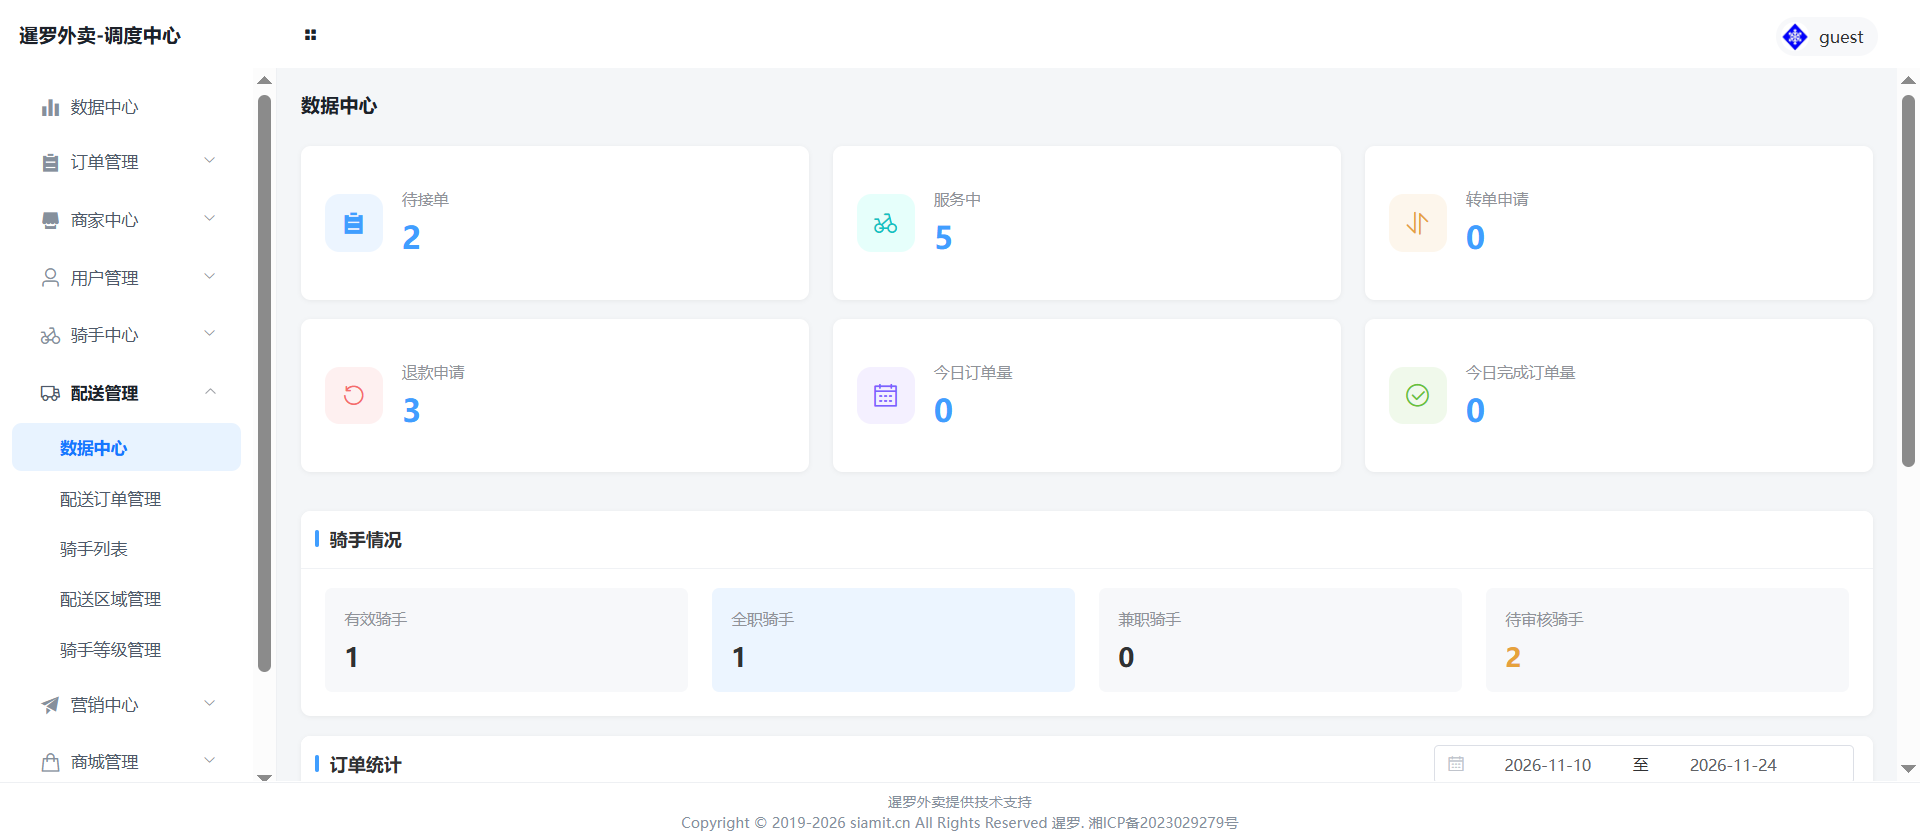 暹罗外卖-调度中心
guest
数据中心
订单管理
商家中心
用户管理
骑手中心
配送管理
数据中心
配送订单管理
骑手列表
配送区域管理
骑手等级管理
营销中心
商城管理
数据中心
待接单
2
服务中
5
转单申请
0
退款申请
3
今日订单量
0
今日完成订单量
0
骑手情况
有效骑手
1
全职骑手
1
兼职骑手
0
待审核骑手
2
订单统计
2026-11-10 至 2026-11-24
暹罗外卖提供技术支持
Copyright © 2019-2026 siamit.cn All Rights Reserved 暹罗. 湘ICP备2023029279号